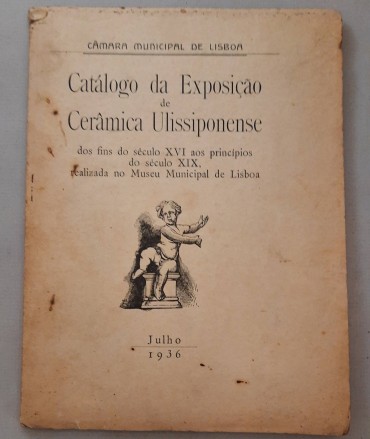 CÂMARA MUNICIPAL DE LISBOA
Catálogo da Exposição
de
Cerâmica Ulissiponense
dos fins do século XVI aos princípios
do século XIX,
realizada no Museu Municipal de Lisboa
Julho
1936